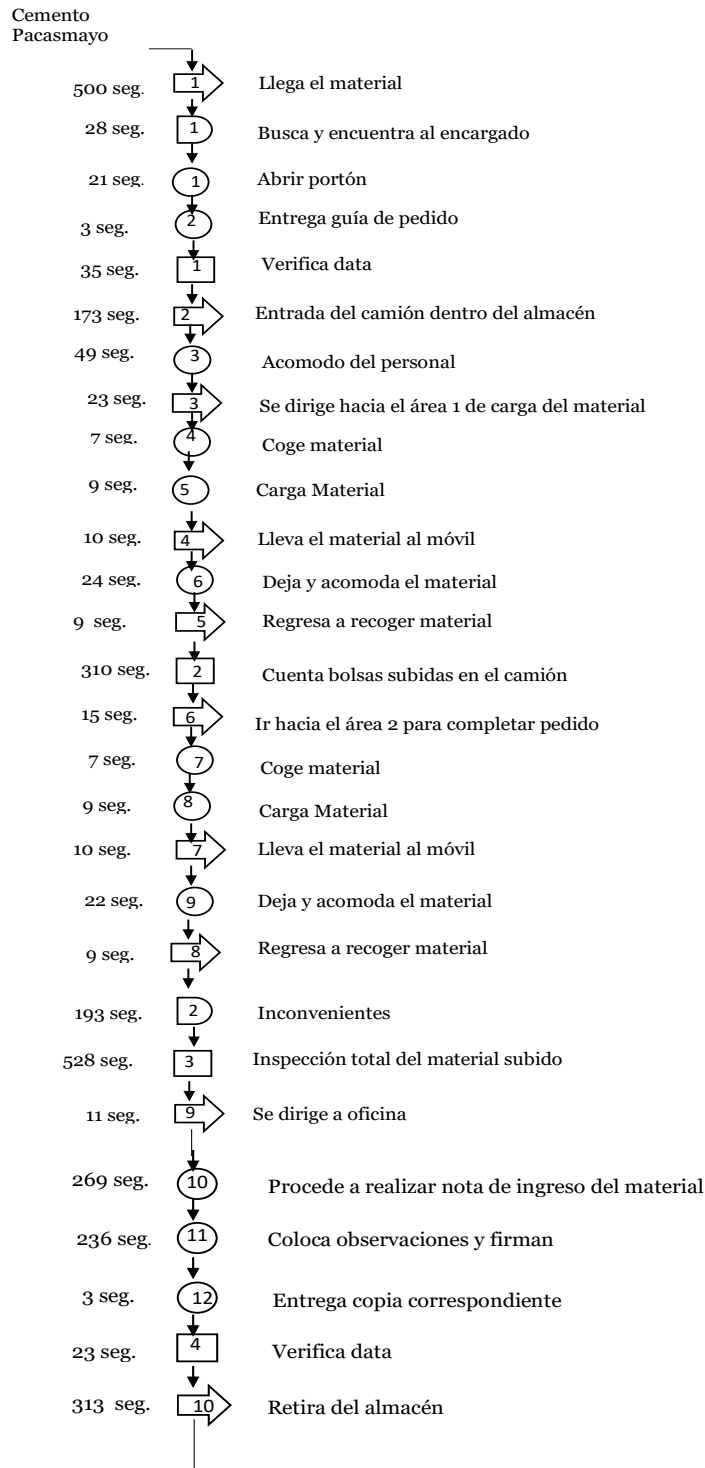 Cemento
Pacasmayo
500 seg. 1 Llega el material
28 seg. 1 Busca y encuentra al encargado
21 seg. 1 Abrir portón
3 seg. 2 Entrega guía de pedido
35 seg. 1 Verifica data
173 seg. 2 Entrada del camión dentro del almacén
49 seg. 3 Acomodo del personal
23 seg. 3 Se dirige hacia el área 1 de carga del material
7 seg. 4 Coge material
9 seg. 5 Carga Material
10 seg. 4 Lleva el material al móvil
24 seg. 6 Deja y acomoda el material
9 seg. 5 Regresa a recoger material
310 seg. 2 Cuenta bolsas subidas en el camión
15 seg. 6 Ir hacia el área 2 para completar pedido
7 seg. 7 Coge material
9 seg. 8 Carga Material
10 seg. 7 Lleva el material al móvil
22 seg. 9 Deja y acomoda el material
9 seg. 8 Regresa a recoger material
193 seg. 2 Inconvenientes
528 seg. 3 Inspección total del material subido
11 seg. 9 Se dirige a oficina
269 seg. 10 Procede a realizar nota de ingreso del material
236 seg. 11 Coloca observaciones y firman
3 seg. 12 Entrega copia correspondiente
23 seg. 4 Verifica data
313 seg. 10 Retira del almacén